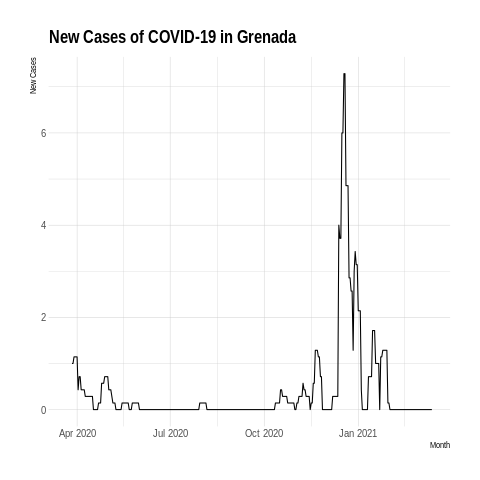 New Cases of COVID-19 in Grenada
New Cases
6
4
2
0
Apr 2020
Jul 2020
Oct 2020
Jan 2021
Month